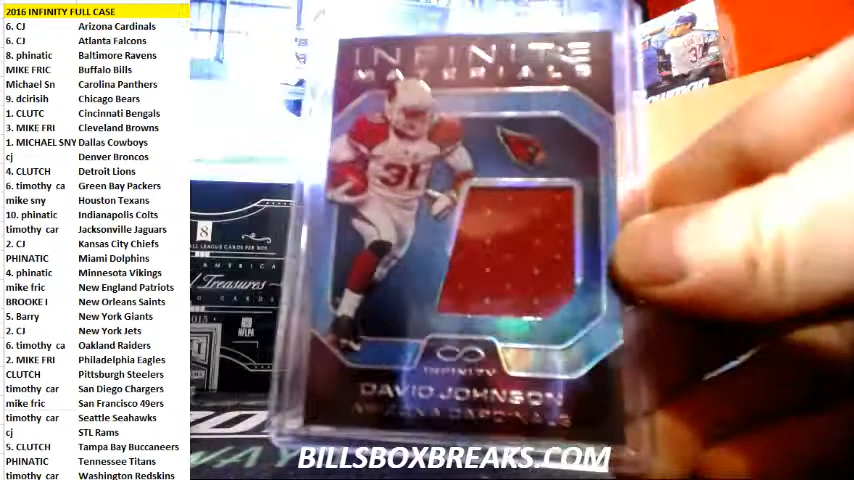 2016 INFINITY FULL CASE
6. CJ Arizona Cardinals
6. CJ Atlanta Falcons
8. phinatic Baltimore Ravens
MIKE FRIC Buffalo Bills
Michael Sn Carolina Panthers
9. dcirisih Chicago Bears
1. CLUTC Cincinnati Bengals
3. MIKE FRI Cleveland Browns
1. MICHAEL SNY Dallas Cowboys
cj Denver Broncos
4. CLUTCH Detroit Lions
6. timothy ca Green Bay Packers
mike sny Houston Texans
10. phinatic Indianapolis Colts
timothy car Jacksonville Jaguars
2. CJ Kansas City Chiefs
PHINATIC Miami Dolphins
4. phinatic Minnesota Vikings
mike fric New England Patriots
BROOKE I New Orleans Saints
5. Barry New York Giants
2. CJ New York Jets
6. timothy ca Oakland Raiders
2. MIKE FRI Philadelphia Eagles
CLUTCH Pittsburgh Steelers
timothy car San Diego Chargers
mike fric San Francisco 49ers
timothy car Seattle Seahawks
cj STL Rams
5. CLUTCH Tampa Bay Buccaneers
PHINATIC Tennessee Titans
timothy car Washington Redskins
INFINITE
MATERIALS
31
INFINITY
DAVID JOHNSON
ARIZONA CARDINALS
8
Treasures
BILLSBOXBREAKS.COM